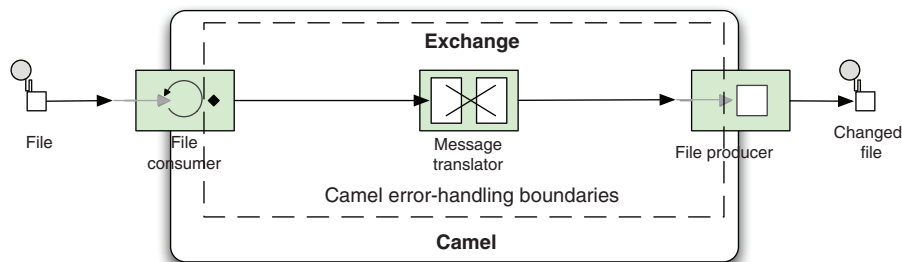 Exchange
File
File
consumer
Message
translator
File producer
Changed
file
Camel error-handling boundaries
Camel